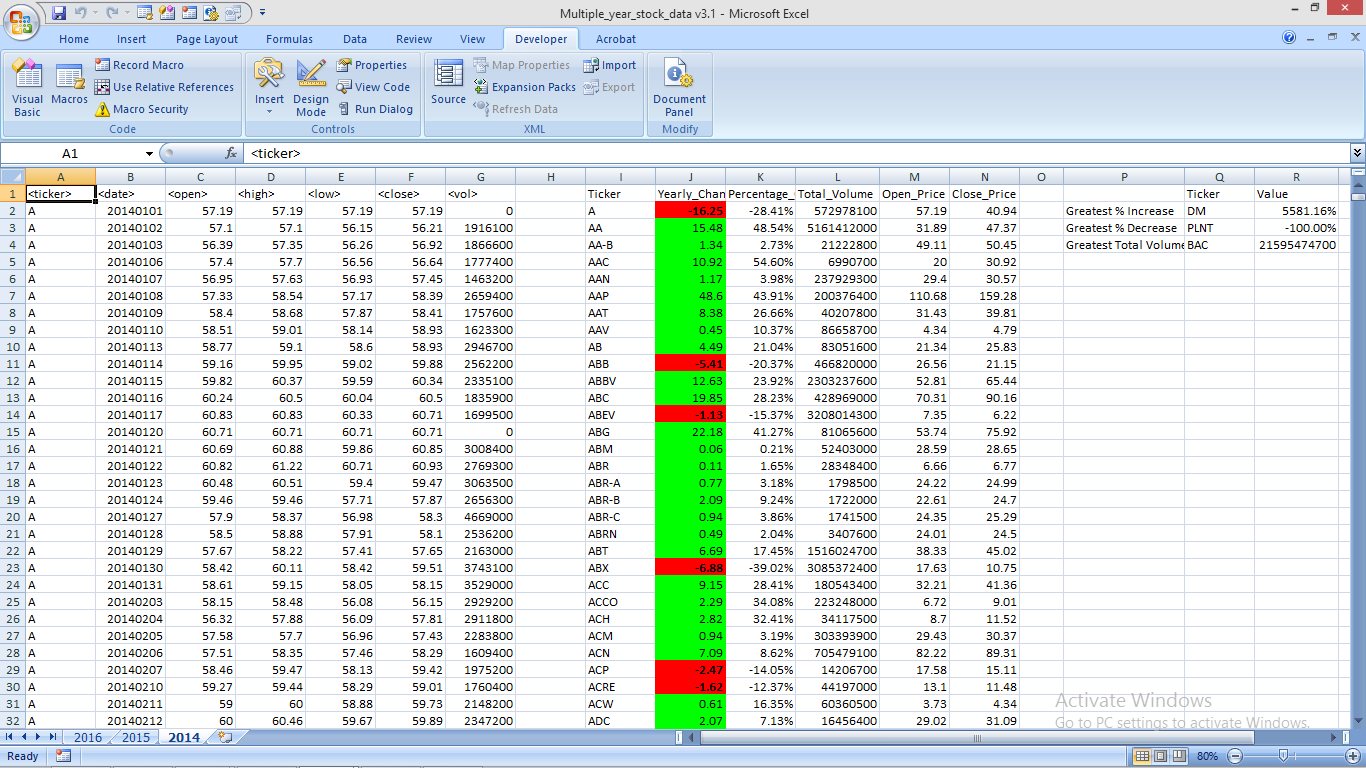 Multiple_year_stock_data v3.1 - Microsoft Excel
Home Insert Page Layout Formulas Data Review View Developer Acrobat
Visual Basic Macros Record Macro Use Relative References Macro Security Code
Insert Design Mode Properties View Code Run Dialog Controls
Source Map Properties Expansion Packs Refresh Data Import Export XML
Document Panel Modify
A1 fx <ticker>
A B C D E F G H I J K L M N O P Q R
1 <ticker> <date> <open> <high> <low> <close> <vol> Ticker Yearly_Chan Percentage_ Total_Volume Open_Price Close_Price Ticker Value
2 A 20140101 57.19 57.19 57.19 57.19 0 A -16.25 -28.41% 572978100 57.19 40.94 Greatest % Increase DM 5581.16%
3 A 20140102 57.1 57.1 56.15 56.21 1916100 AA 15.48 48.54% 5161412000 31.89 47.37 Greatest % Decrease PLNT -100.00%
4 A 20140103 56.39 57.35 56.26 56.92 1866600 AA-B 1.34 2.73% 21222800 49.11 50.45 Greatest Total Volume BAC 21595474700
5 A 20140106 57.4 57.7 56.56 56.64 1777400 AAC 10.92 54.60% 6990700 20 30.92
6 A 20140107 56.95 57.63 56.93 57.45 1463200 AAN 1.17 3.98% 237929300 29.4 30.57
7 A 20140108 57.33 58.54 57.17 58.39 2659400 AAP 48.6 43.91% 200376400 110.68 159.28
8 A 20140109 58.4 58.68 57.87 58.41 1757600 AAT 8.38 26.66% 40207800 31.43 39.81
9 A 20140110 58.51 59.01 58.14 58.93 1623300 AAV 0.45 10.37% 86658700 4.34 4.79
10 A 20140113 58.77 59.1 58.6 58.93 2946700 AB 4.49 21.04% 83051600 21.34 25.83
11 A 20140114 59.16 59.95 59.02 59.88 2562200 ABB -5.41 -20.37% 466820000 26.56 21.15
12 A 20140115 59.82 60.37 59.59 60.34 2335100 ABBV 12.63 23.92% 2303237600 52.81 65.44
13 A 20140116 60.24 60.5 60.04 60.5 1835900 ABC 19.85 28.23% 428969000 70.31 90.16
14 A 20140117 60.83 60.83 60.33 60.71 1699500 ABEV -1.13 -15.37% 3208014300 7.35 6.22
15 A 20140120 60.71 60.71 60.71 60.71 0 ABG 22.18 41.27% 81065600 53.74 75.92
16 A 20140121 60.69 60.88 59.86 60.85 3008400 ABM 0.06 0.21% 52403000 28.59 28.65
17 A 20140122 60.82 61.22 60.71 60.93 2769300 ABR 0.11 1.65% 28348400 6.66 6.77
18 A 20140123 60.48 60.51 59.4 59.47 3063500 ABR-A 0.77 3.18% 1798500 24.22 24.99
19 A 20140124 59.46 59.46 57.71 57.87 2656300 ABR-B 2.09 9.24% 1722000 22.61 24.7
20 A 20140127 57.9 58.37 56.98 58.3 4669000 ABR-C 0.94 3.86% 1741500 24.35 25.29
21 A 20140128 58.5 58.88 57.91 58.1 2536200 ABRN 0.49 2.04% 3407600 24.01 24.5
22 A 20140129 57.67 58.22 57.41 57.65 2163000 ABT 6.69 17.45% 1516024700 38.33 45.02
23 A 20140130 58.42 60.11 58.42 59.51 3743100 ABX -6.88 -39.02% 3085372400 17.63 10.75
24 A 20140131 58.61 59.15 58.05 58.15 3529000 ACC 9.15 28.41% 180543400 32.21 41.36
25 A 20140203 58.15 58.48 56.08 56.15 2929200 ACCO 2.29 34.08% 223248000 6.72 9.01
26 A 20140204 56.32 57.88 56.09 57.81 2911800 ACH 2.82 32.41% 34117500 8.7 11.52
27 A 20140205 57.58 57.7 56.96 57.43 2283800 ACM 0.94 3.19% 303393900 29.43 30.37
28 A 20140206 57.51 58.35 57.46 58.29 1609400 ACN 7.09 8.62% 705479100 82.22 89.31
29 A 20140207 58.46 59.47 58.13 59.42 1975200 ACP -2.47 -14.05% 14206700 17.58 15.11
30 A 20140210 59.27 59.44 58.29 59.01 1760400 ACRE -1.62 -12.37% 44197000 13.1 11.48
31 A 20140211 59 60 58.88 59.73 2147000 ACW 0.61 16.35% 60360500 3.73 4.34
32 A 20140212 60 60.46 59.67 59.89 2347200 ADC 2.07 7.13% 16456400 29.02 31.09
Activate Windows
Go to PC settings to activate Windows.
2016 2015 2014
Ready 80%